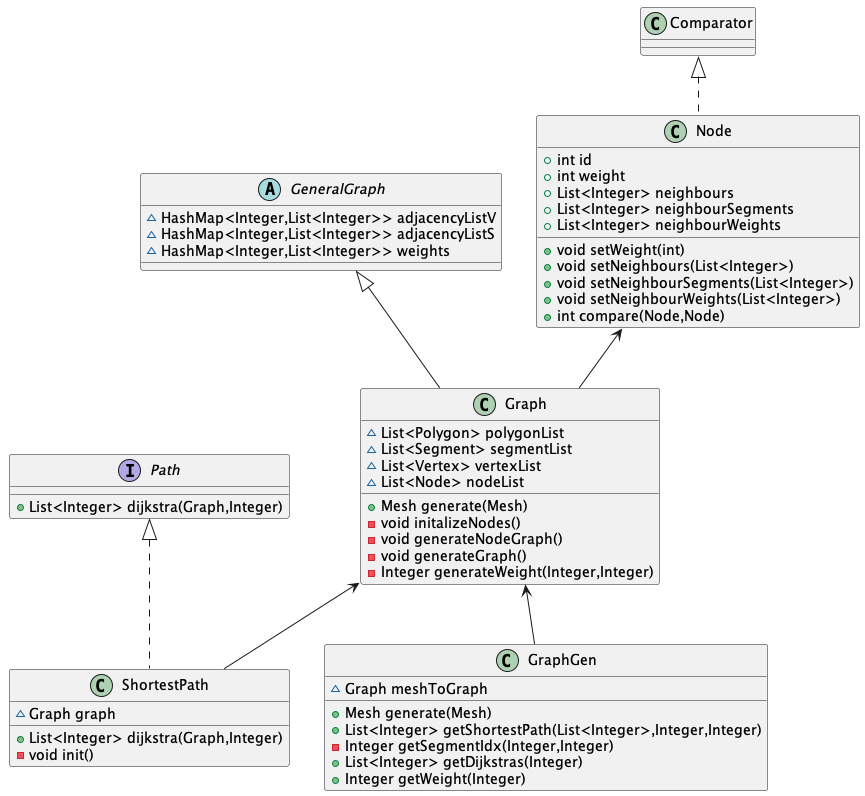 C Comparator
C Node
int id
int weight
List<Integer> neighbours
List<Integer> neighbourSegments
List<Integer> neighbourWeights
void setWeight(int)
void setNeighbours(List<Integer>)
void setNeighbourSegments(List<Integer>)
void setNeighbourWeights(List<Integer>)
int compare(Node,Node)
A GeneralGraph
HashMap<Integer,List<Integer>> adjacencyListV
HashMap<Integer,List<Integer>> adjacencyListS
HashMap<Integer,List<Integer>> weights
C Graph
List<Polygon> polygonList
List<Segment> segmentList
List<Vertex> vertexList
List<Node> nodeList
Mesh generate(Mesh)
void initalizeNodes()
void generateNodeGraph()
void generateGraph()
Integer generateWeight(Integer,Integer)
I Path
List<Integer> dijkstra(Graph,Integer)
C ShortestPath
Graph graph
List<Integer> dijkstra(Graph,Integer)
void init()
C GraphGen
Graph meshToGraph
Mesh generate(Mesh)
List<Integer> getShortestPath(List<Integer>,Integer,Integer)
Integer getSegmentIdx(Integer,Integer)
List<Integer> getDijkstras(Integer)
Integer getWeight(Integer)